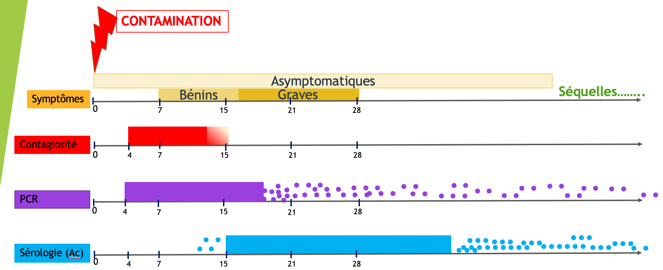 CONTAMINATION
Asymptomatiques
Symptômes
Bénins
Graves
Séquelles……..
0 7 15 21 28
Contagiosité
0 4 7 15 21 28
PCR
0 4 7 15 21 28
Sérologie (Ac)
0 4 7 15 21 28